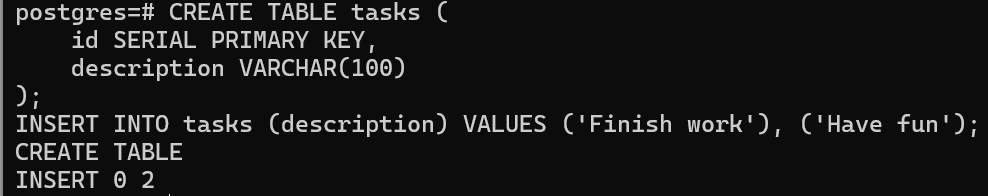 postgres=# CREATE TABLE tasks (
    id SERIAL PRIMARY KEY,
    description VARCHAR(100)
);
INSERT INTO tasks (description) VALUES ('Finish work'), ('Have fun');
CREATE TABLE
INSERT 0 2